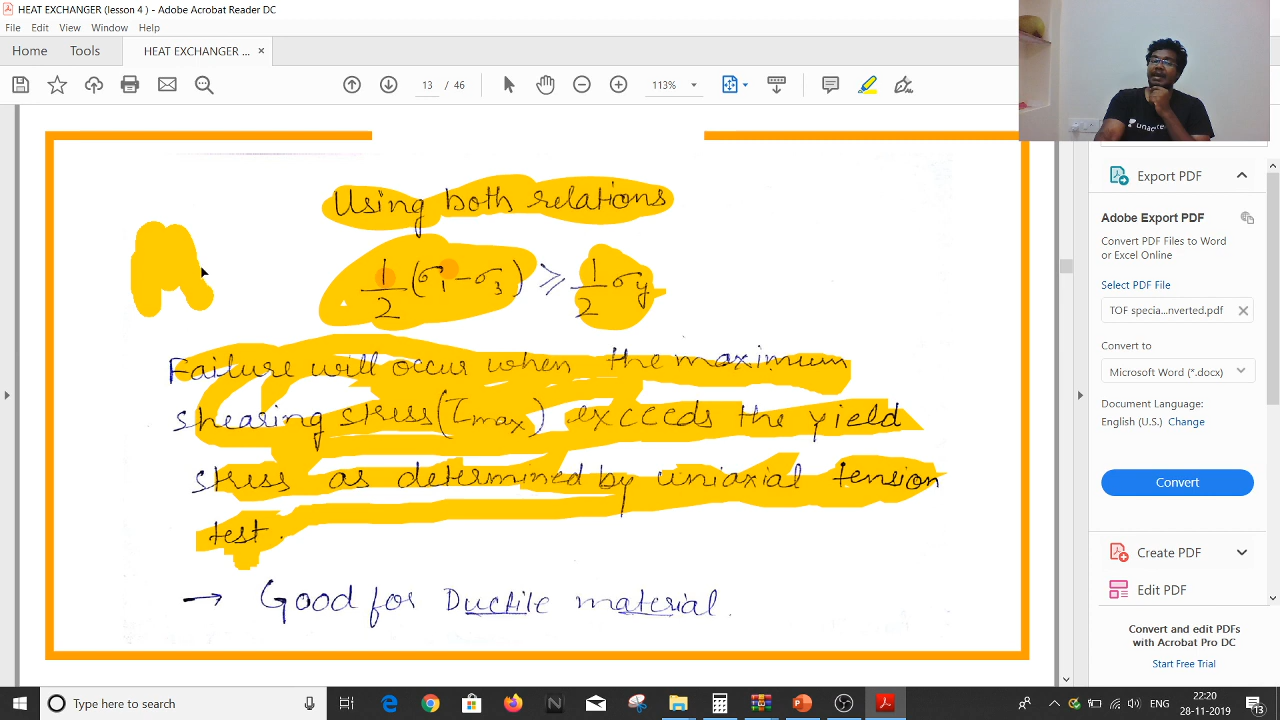 HEAT EXCHANGER (lesson 4 ) - Adobe Acrobat Reader DC
File Edit View Window Help
Home Tools HEAT EXCHANGER ... ×
13 / 46 113%
Using both relations
1/2 (σ1 - σ3) ⩾ 1/2 σy
Failure will occur when the maximum
shearing stress (τmax) exceeds the yield
stress as determined by uniaxial tension
test.
→ Good for Ductile material.
Export PDF
Adobe Export PDF
Convert PDF Files to Word
or Excel Online
Select PDF File
TOF specia...nverted.pdf
Convert to
Microsoft Word (*.docx)
Document Language:
English (U.S.) Change
Convert
Create PDF
Edit PDF
Convert and edit PDFs
with Acrobat Pro DC
Start Free Trial
Type here to search
ENG
22:20
28-11-2019
13